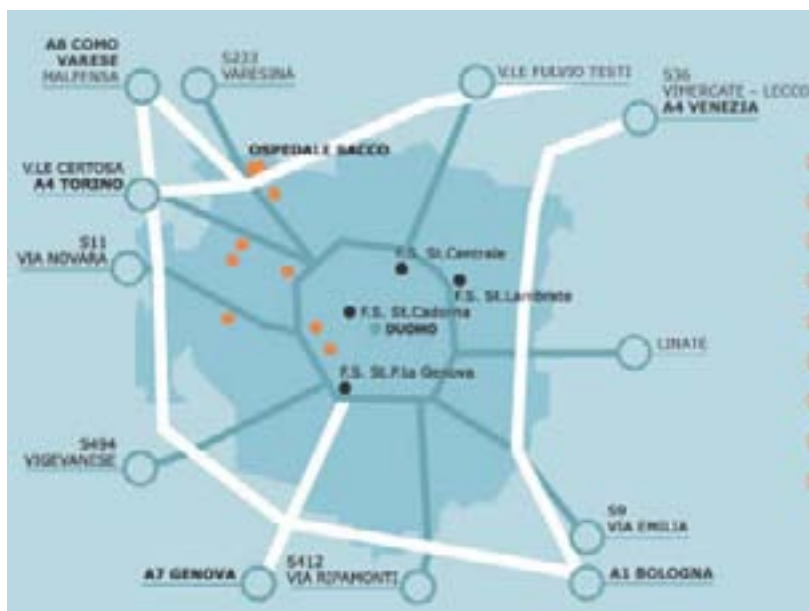 A8 COMO
VARESE
MALPENSA
S233
VARESINA
V.LE FULVIO TESTI
S36
VIMERCATE - LECCO
A4 VENEZIA
OSPEDALE SACCO
V.LE CERTOSA
A4 TORINO
S11
VIA NOVARA
F.S. St.Centrale
F.S. St.Lambrate
F.S. St.Cadorna
DUOMO
LINATE
F.S. St.P.ta Genova
S494
VIGEVANESE
S9
VIA EMILIA
A7 GENOVA
S412
VIA RIPAMONTI
A1 BOLOGNA